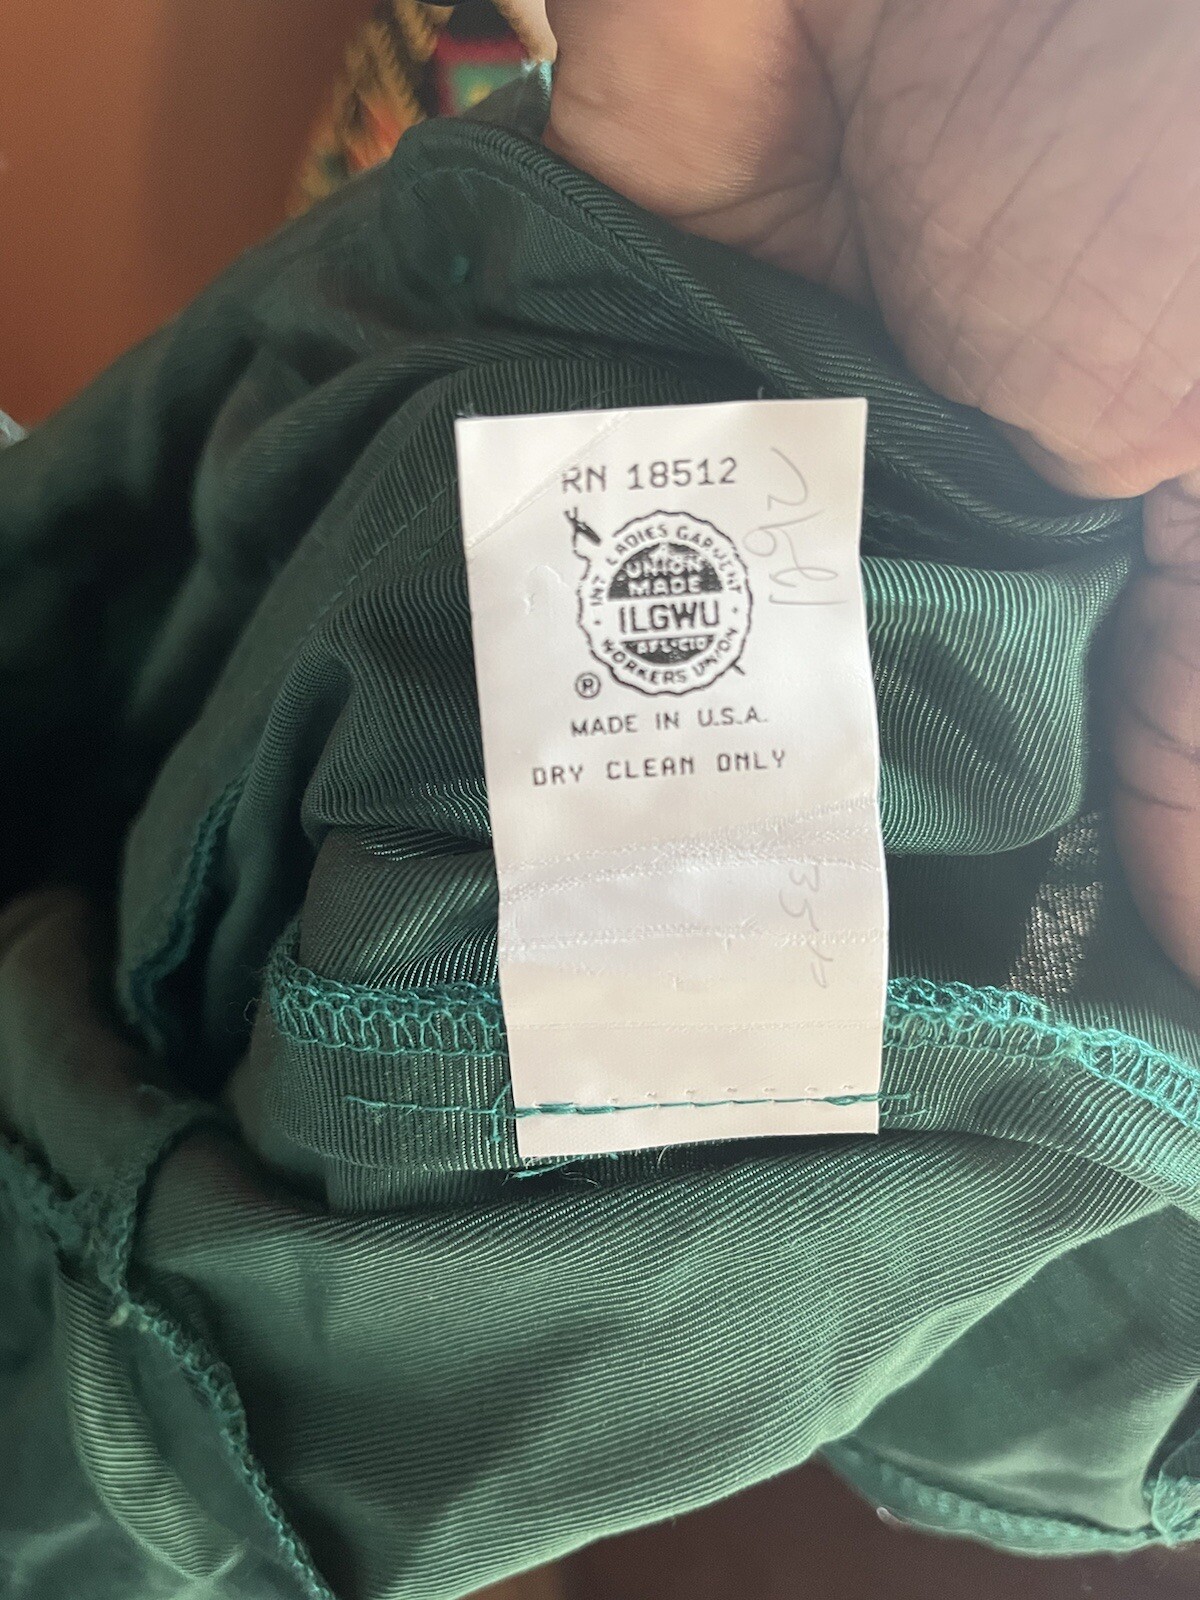 RN 18512
INT'L LADIES GARMENT
UNION
MADE
ILGWU
AFL-CIO
WORKERS UNION
®
MADE IN U.S.A.
DRY CLEAN ONLY